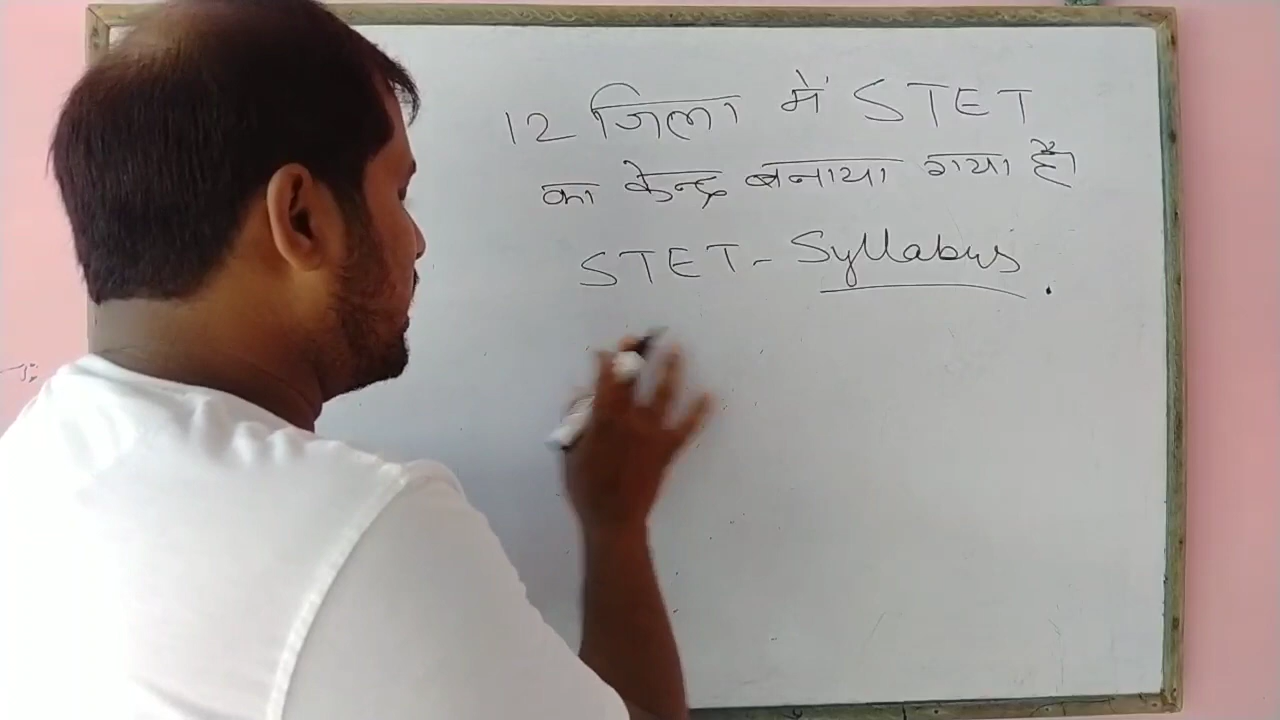 12 जिला में STET
का केन्द्र बनाया गया है।
STET - Syllabus .